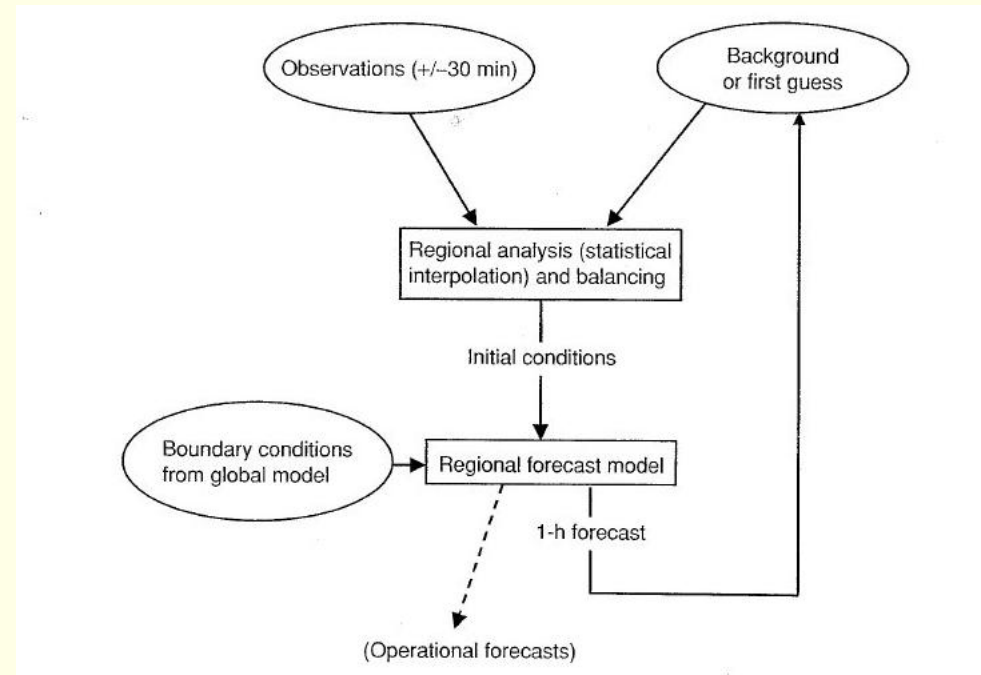 Observations (+/–30 min)
Background
or first guess
Regional analysis (statistical
interpolation) and balancing
Initial conditions
Boundary conditions
from global model
Regional forecast model
1-h forecast
(Operational forecasts)